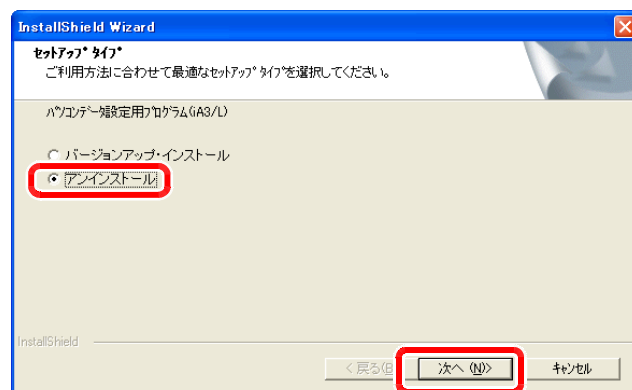 InstallShield Wizard
セットアップ タイプ
ご利用方法に合わせて最適なセットアップ タイプを選択してください。
パソコンデータ設定用プログラム(iA3/L)
バージョンアップ・インストール
アンインストール
InstallShield
< 戻る(B
次へ (N)>
キャンセル